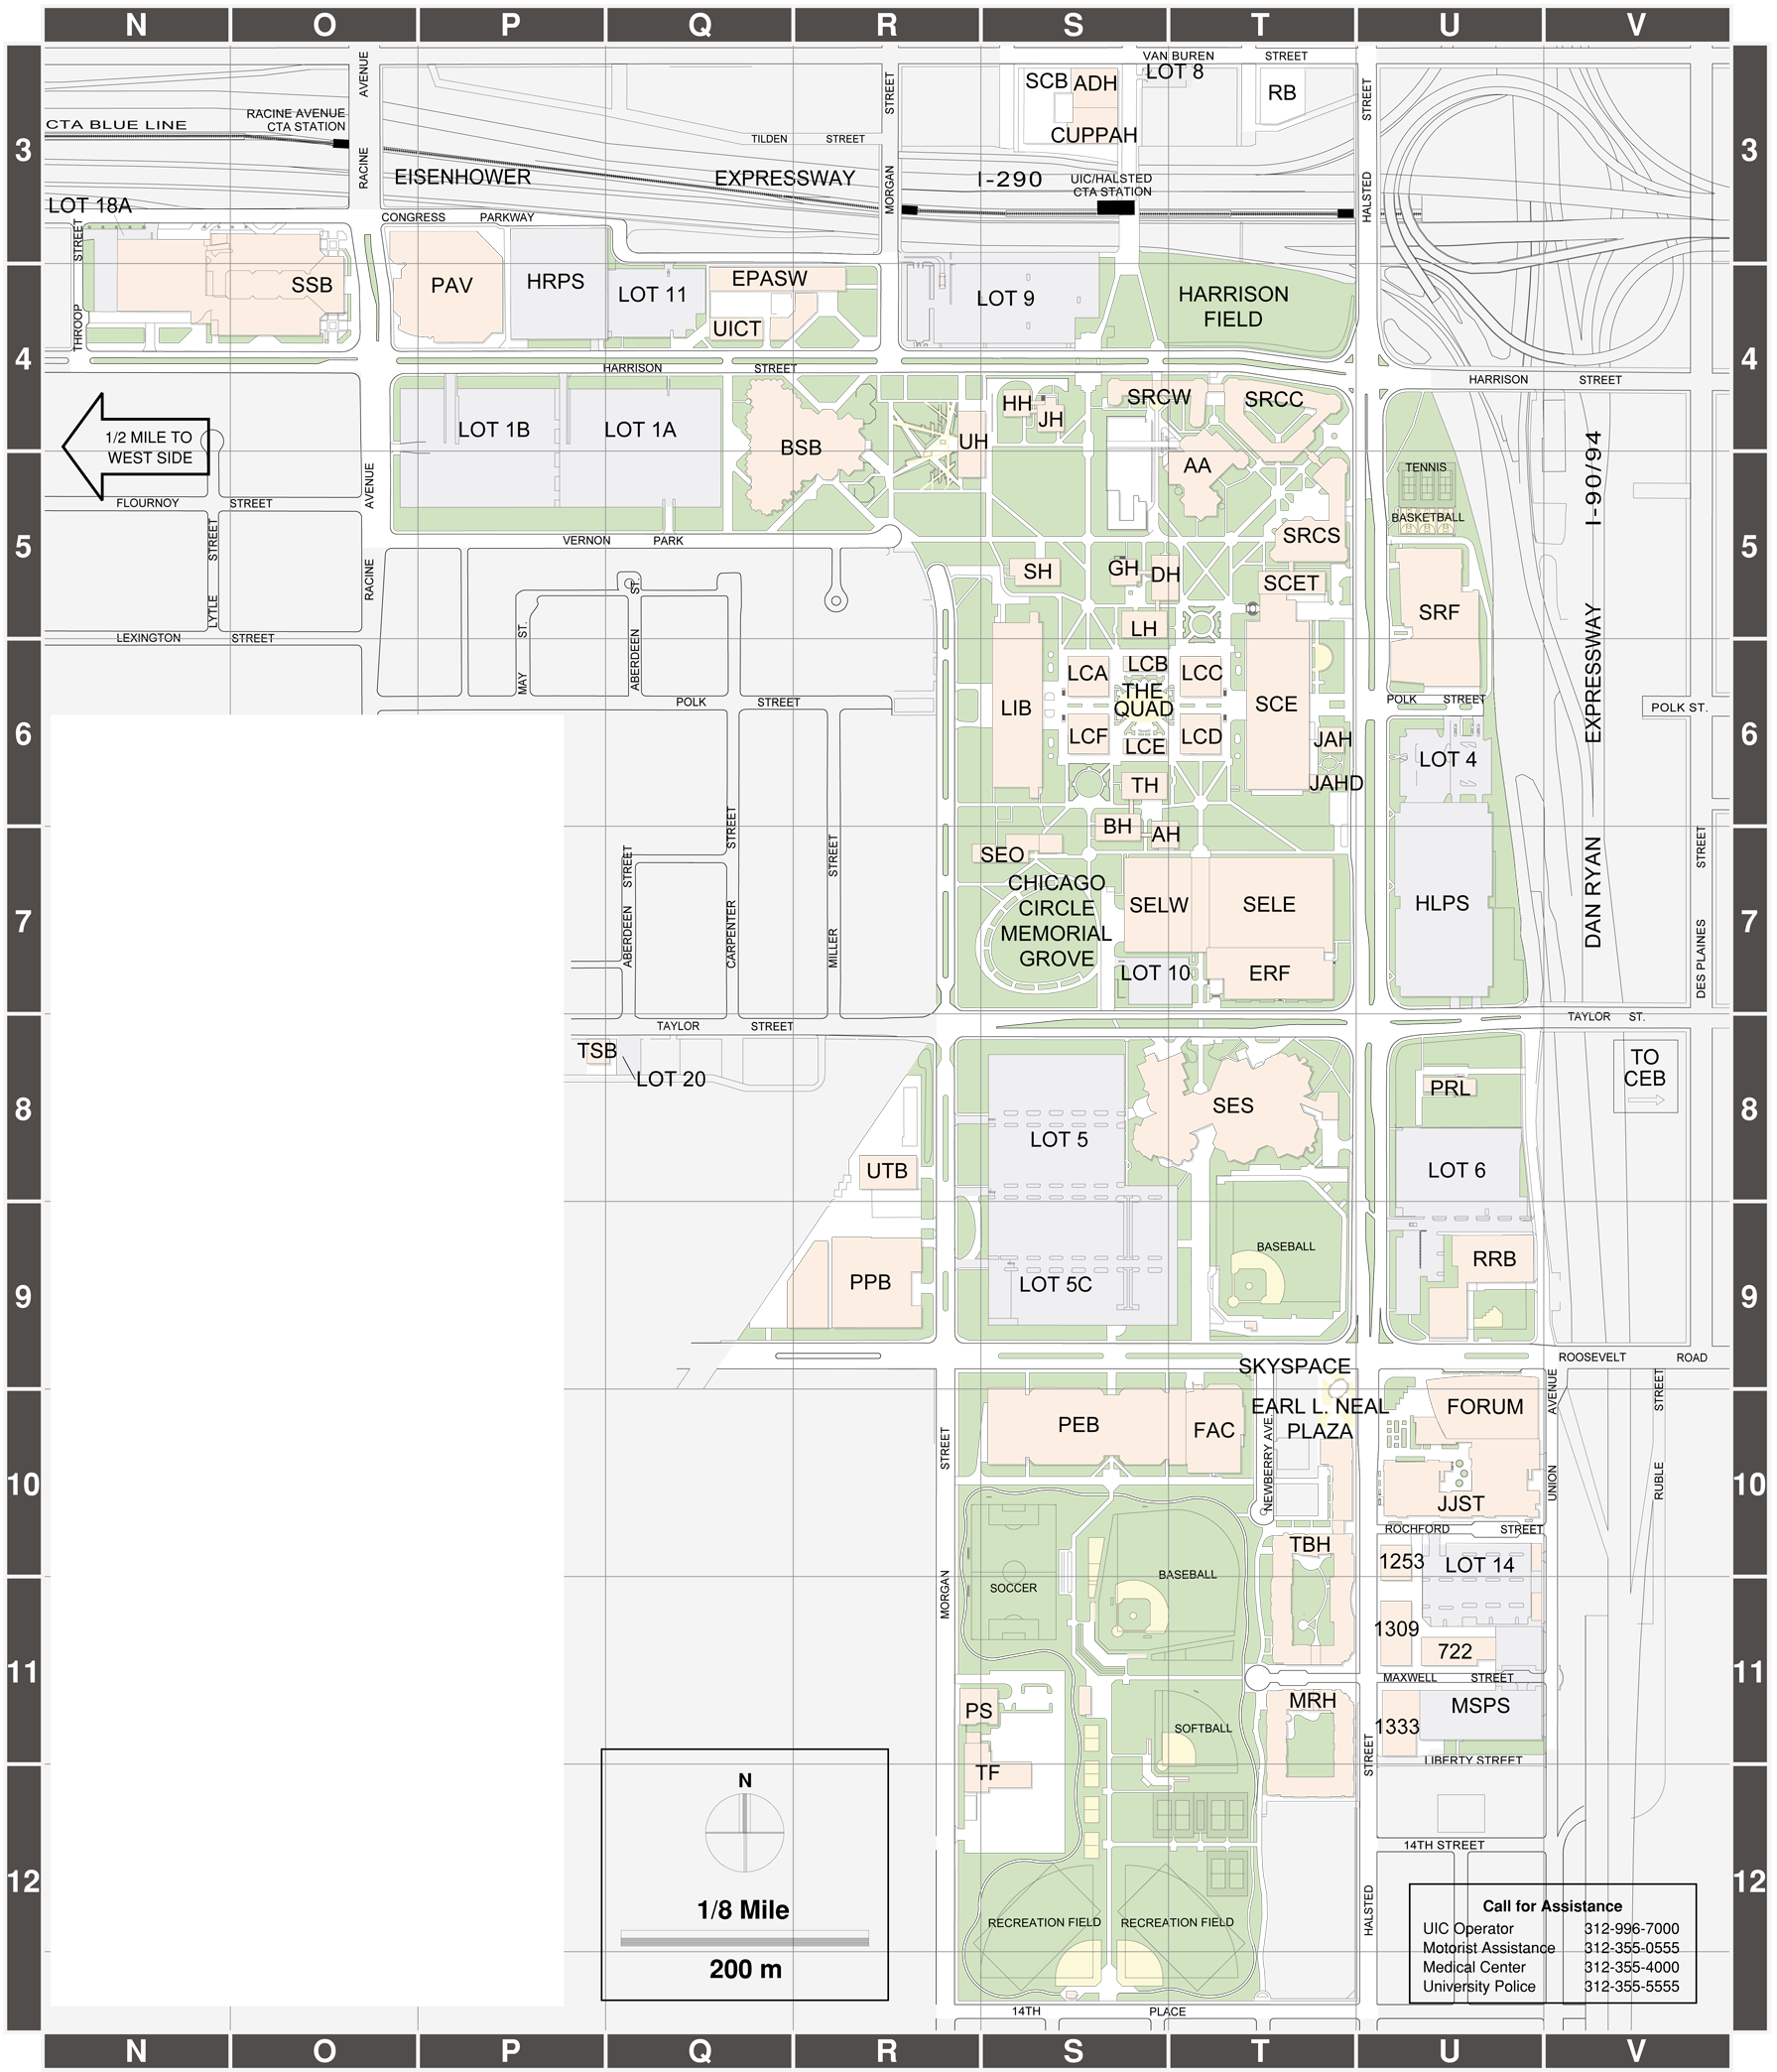 N O P Q R S T U V
3
4
5
6
7
8
9
10
11
12
VAN BUREN STREET
LOT 8
SCB ADH
RB
CUPPAH
AVENUE
RACINE
RACINE AVENUE
CTA STATION
CTA BLUE LINE
TILDEN STREET
STREET
MORGAN
STREET
HALSTED
EISENHOWER EXPRESSWAY I-290
UIC/HALSTED
CTA STATION
LOT 18A
CONGRESS PARKWAY
STREET
THROOP
SSB
PAV
HRPS
LOT 11
EPASW
UICT
LOT 9
HARRISON
FIELD
HARRISON STREET
HARRISON STREET
1/2 MILE TO
WEST SIDE
LOT 1B
LOT 1A
BSB
UH
HH
JH
SRCW
SRCC
AA
TENNIS
BASKETBALL
SRCS
I-90/94
FLOURNOY STREET
AVENUE
RACINE
STREET
LYTLE
VERNON PARK
SH
GH
DH
SCET
SRF
LEXINGTON STREET
ST.
MAY
ST.
ABERDEEN
LH
LCA
LCB
LCC
THE
QUAD
LIB
SCE
LCF
LCE
LCD
JAH
JAHD
TH
BH
AH
POLK STREET
POLK STREET
POLK ST.
EXPRESSWAY
LOT 4
STREET
CARPENTER
STREET
ABERDEEN
STREET
MILLER
SEO
CHICAGO
CIRCLE
MEMORIAL
GROVE
SELW
SELE
LOT 10
ERF
HLPS
DAN RYAN
STREET
DES PLAINES
TAYLOR STREET
TAYLOR ST.
TSB
LOT 20
LOT 5
SES
PRL
TO
CEB
UTB
LOT 6
BASEBALL
PPB
LOT 5C
RRB
ROOSEVELT ROAD
SKYSPACE
EARL L. NEAL
PLAZA
PEB
FAC
NEWBERRY AVE.
FORUM
AVENUE
UNION
STREET
RUBLE
STREET
MORGAN
JJST
ROCHFORD STREET
TBH
1253
LOT 14
SOCCER
BASEBALL
1309
722
MAXWELL STREET
PS
MRH
MSPS
1333
SOFTBALL
LIBERTY STREET
TF
STREET
HALSTED
14TH STREET
RECREATION FIELD
RECREATION FIELD
14TH PLACE
N
1/8 Mile
200 m
Call for Assistance
UIC Operator 312-996-7000
Motorist Assistance 312-355-0555
Medical Center 312-355-4000
University Police 312-355-5555
3
4
5
6
7
8
9
10
11
12
N O P Q R S T U V